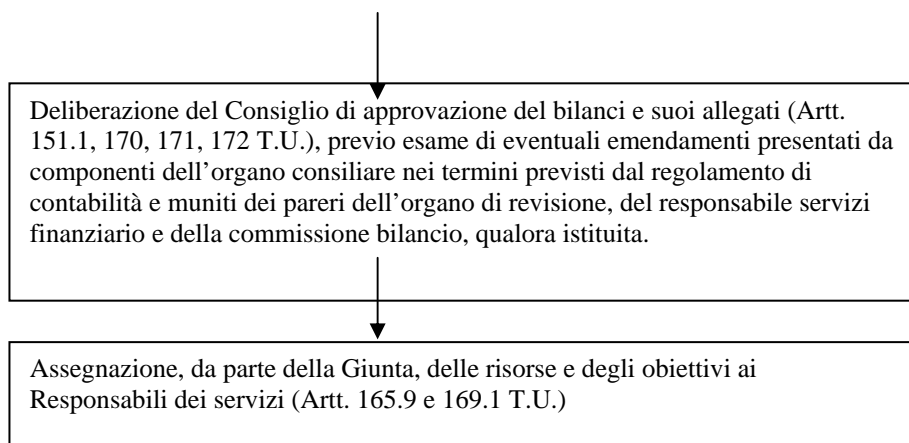 Deliberazione del Consiglio di approvazione del bilanci e suoi allegati (Artt.
151.1, 170, 171, 172 T.U.), previo esame di eventuali emendamenti presentati da
componenti dell’organo consiliare nei termini previsti dal regolamento di
contabilità e muniti dei pareri dell’organo di revisione, del responsabile servizi
finanziario e della commissione bilancio, qualora istituita.
Assegnazione, da parte della Giunta, delle risorse e degli obiettivi ai
Responsabili dei servizi (Artt. 165.9 e 169.1 T.U.)